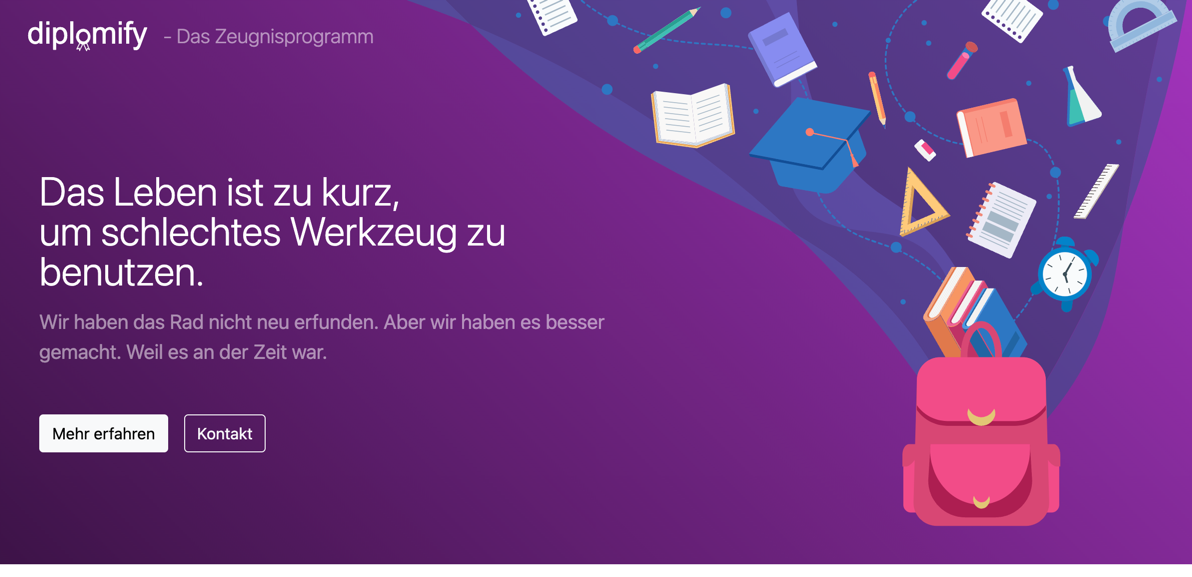 diplomify - Das Zeugnisprogramm
Das Leben ist zu kurz,
um schlechtes Werkzeug zu
benutzen.
Wir haben das Rad nicht neu erfunden. Aber wir haben es besser
gemacht. Weil es an der Zeit war.
Mehr erfahren Kontakt